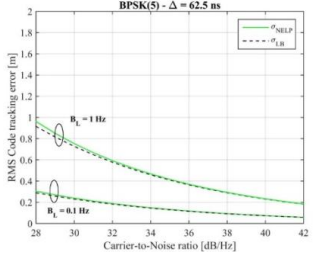 BPSK(5) - Δ = 62.5 ns
2
1.8
1.6
1.4
1.2
1
0.8
0.6
0.4
0.2
0
RMS Code tracking error [m]
σNELP
σLB
BL = 1 Hz
BL = 0.1 Hz
28 30 32 34 36 38 40 42
Carrier-to-Noise ratio [dB/Hz]